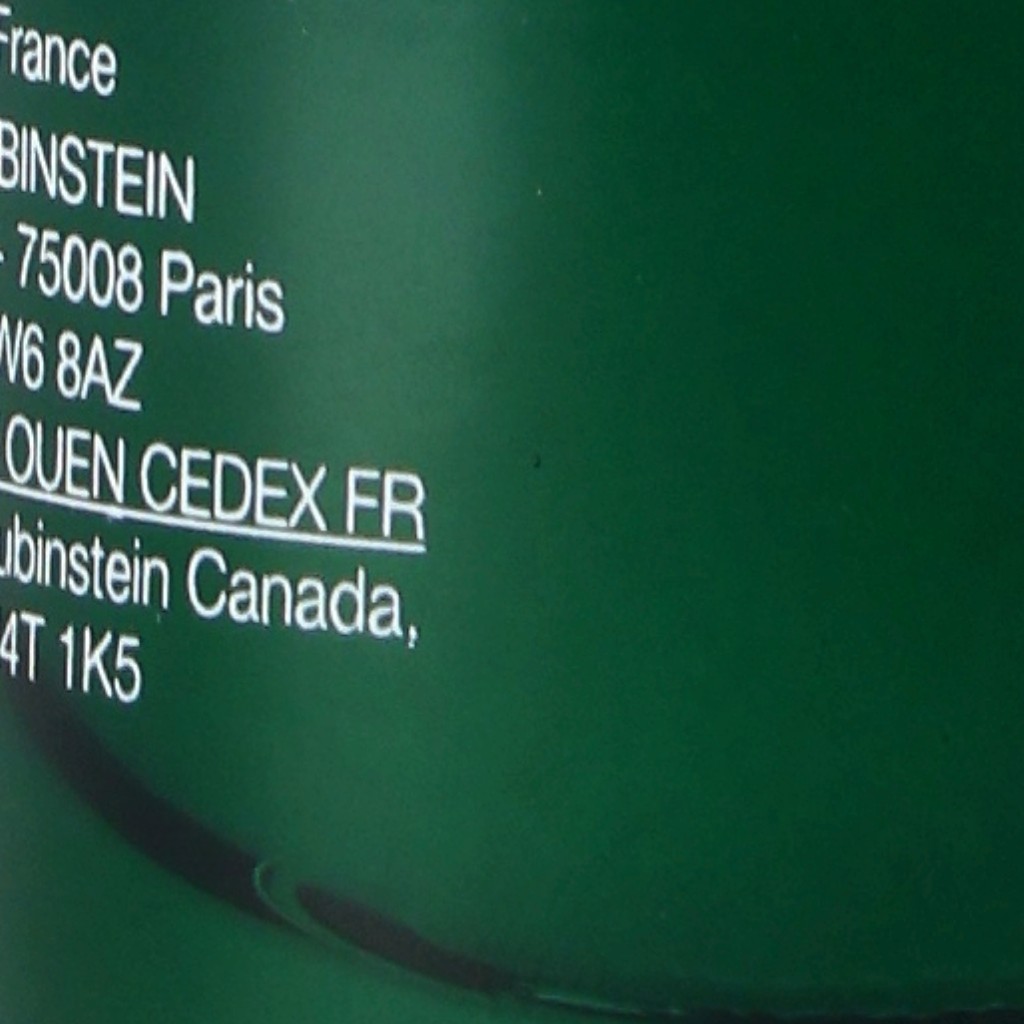 France
BINSTEIN
- 75008 Paris
W6 8AZ
OUEN CEDEX FR
ubinstein Canada,
4T 1K5